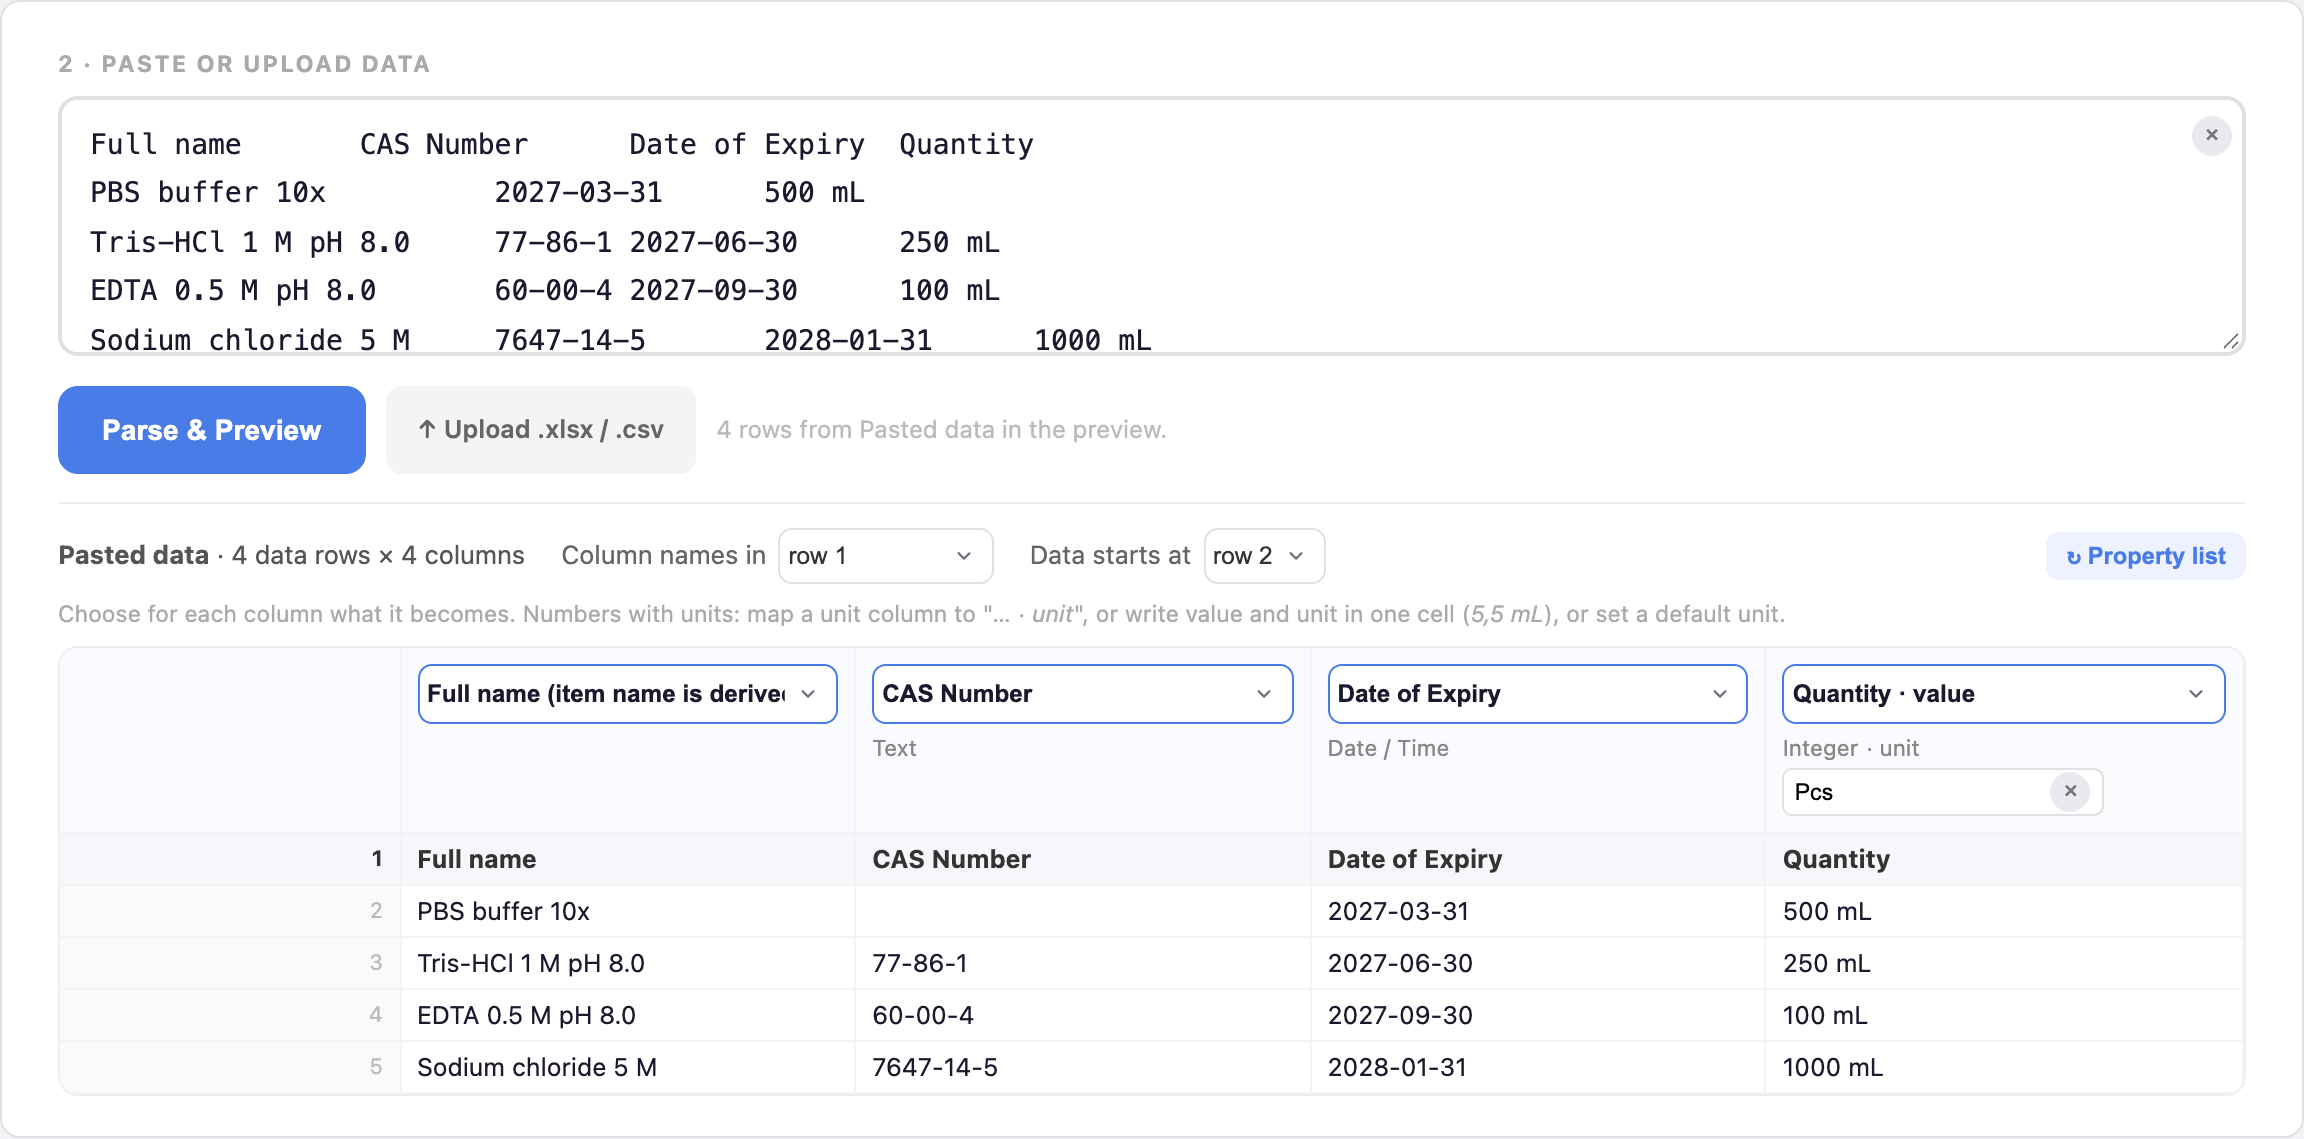 2 · PASTE OR UPLOAD DATA
Full name CAS Number Date of Expiry Quantity
PBS buffer 10x 2027-03-31 500 mL
Tris-HCl 1 M pH 8.0 77-86-1 2027-06-30 250 mL
EDTA 0.5 M pH 8.0 60-00-4 2027-09-30 100 mL
Sodium chloride 5 M 7647-14-5 2028-01-31 1000 mL
Parse & Preview ↑ Upload .xlsx / .csv 4 rows from Pasted data in the preview.
Pasted data · 4 data rows × 4 columns Column names in row 1 Data starts at row 2 ↻ Property list
Choose for each column what it becomes. Numbers with units: map a unit column to "... · unit", or write value and unit in one cell (5,5 mL), or set a default unit.
Full name (item name is derive CAS Number Date of Expiry Quantity · value
Text Date / Time Integer · unit
Pcs
1 Full name CAS Number Date of Expiry Quantity
2 PBS buffer 10x 2027-03-31 500 mL
3 Tris-HCl 1 M pH 8.0 77-86-1 2027-06-30 250 mL
4 EDTA 0.5 M pH 8.0 60-00-4 2027-09-30 100 mL
5 Sodium chloride 5 M 7647-14-5 2028-01-31 1000 mL